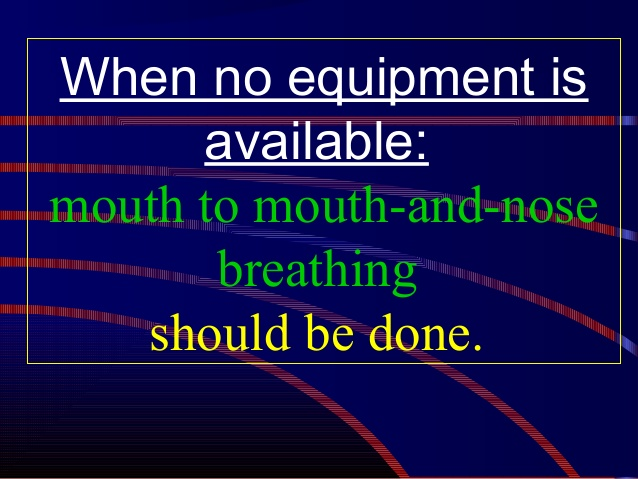 When no equipment is
available:
mouth to mouth-and-nose
breathing
should be done.